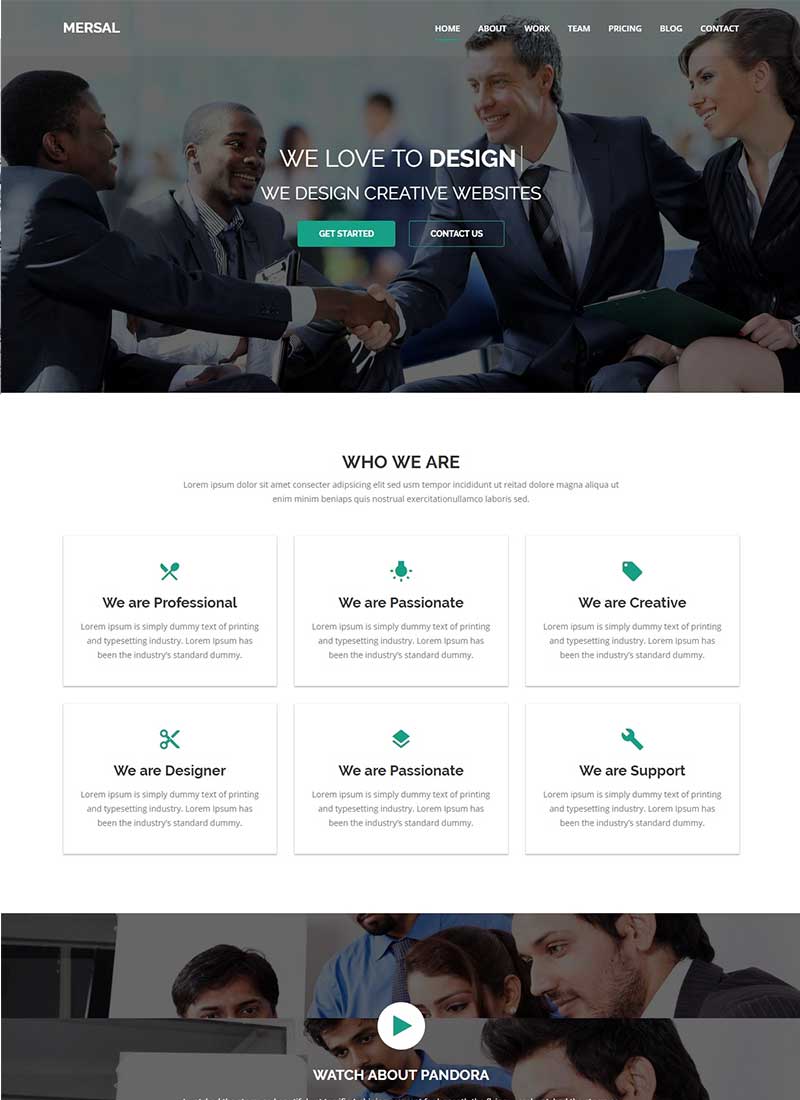 MERSAL
HOME ABOUT WORK TEAM PRICING BLOG CONTACT
WE LOVE TO DESIGN
WE DESIGN CREATIVE WEBSITES
GET STARTED CONTACT US
WHO WE ARE
Lorem ipsum dolor sit amet consecter adipsicing elit sed usm tempor incididunt ut reitad dolore magna aliqua ut
enim minim beniaps quis nostrual exercitationullamco laboris sed.
We are Professional
Lorem ipsum is simply dummy text of printing
and typesetting industry. Lorem Ipsum has
been the industry's standard dummy.
We are Passionate
Lorem ipsum is simply dummy text of printing
and typesetting industry. Lorem Ipsum has
been the industry's standard dummy.
We are Creative
Lorem ipsum is simply dummy text of printing
and typesetting industry. Lorem Ipsum has
been the industry's standard dummy.
We are Designer
Lorem ipsum is simply dummy text of printing
and typesetting industry. Lorem Ipsum has
been the industry's standard dummy.
We are Passionate
Lorem ipsum is simply dummy text of printing
and typesetting industry. Lorem Ipsum has
been the industry's standard dummy.
We are Support
Lorem ipsum is simply dummy text of printing
and typesetting industry. Lorem Ipsum has
been the industry's standard dummy.
WATCH ABOUT PANDORA